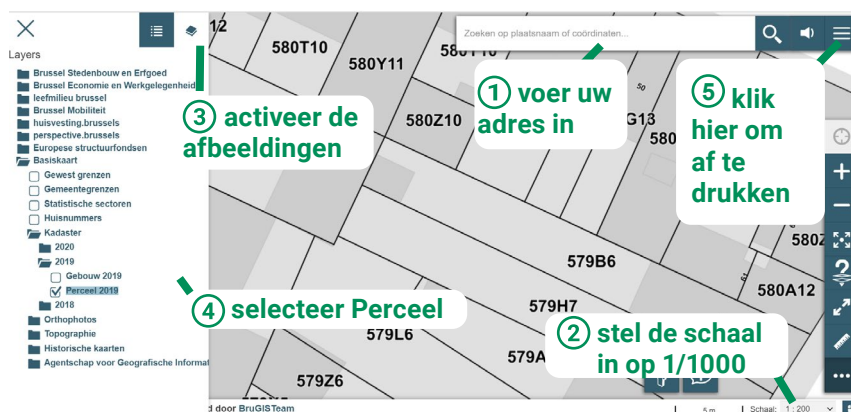 Layers
Brussel Stedenbouw en Erfgoed
Brussel Economie en Werkgelegenheid
leefmilieu brussel
Brussel Mobiliteit
huisvesting.brussels
perspective.brussels
Europese structuurfondsen
Basiskaart
Gewest grenzen
Gemeentegrenzen
Statistische sectoren
Huisnummers
Kadaster
2020
2019
Gebouw 2019
Perceel 2019
2018
Orthophotos
Topographie
Historische kaarten
Agentschap voor Geografische Informat
Zoeken op plaatsnaam of coördinaten...
1 voer uw
adres in
2 stel de schaal
in op 1/1000
3 activeer de
afbeeldingen
4 selecteer Perceel
5 klik
hier om
af te
drukken
12
580T10
580Y11
580Z10
G13
580
50
5802
61
580A12
579B6
579H7
579L6
579A
579Z6
d door BruGISTeam
5 m
Schaal: 1 : 200